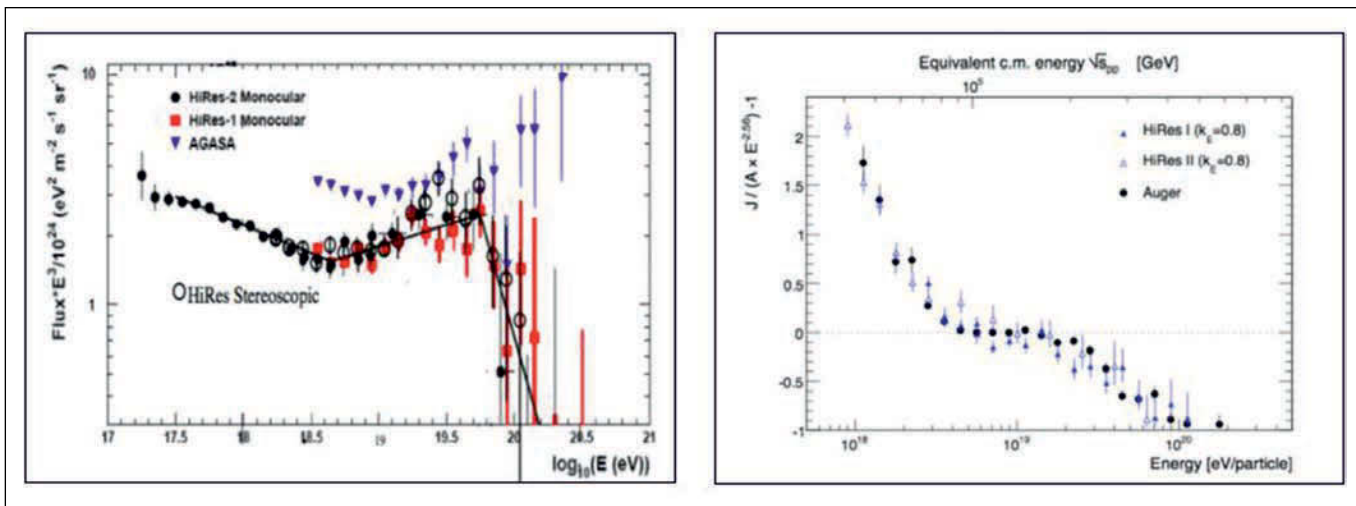 Flux*E³/10²⁴ (eV² m⁻² s⁻¹ sr⁻¹)
10
1
HiRes-2 Monocular
HiRes-1 Monocular
AGASA
HiRes Stereoscopic
17 17.5 18 18.5 19 19.5 20 20.5 21
log₁₀(E (eV))
Equivalent c.m. energy √s_pp [GeV]
10⁵
J / (A x E⁻²·⁵⁶) -1
2
1.5
1
0.5
0
-0.5
-1
HiRes I (k_E=0.8)
HiRes II (k_E=0.8)
Auger
10¹⁸ 10¹⁹ 10²⁰
Energy [eV/particle]